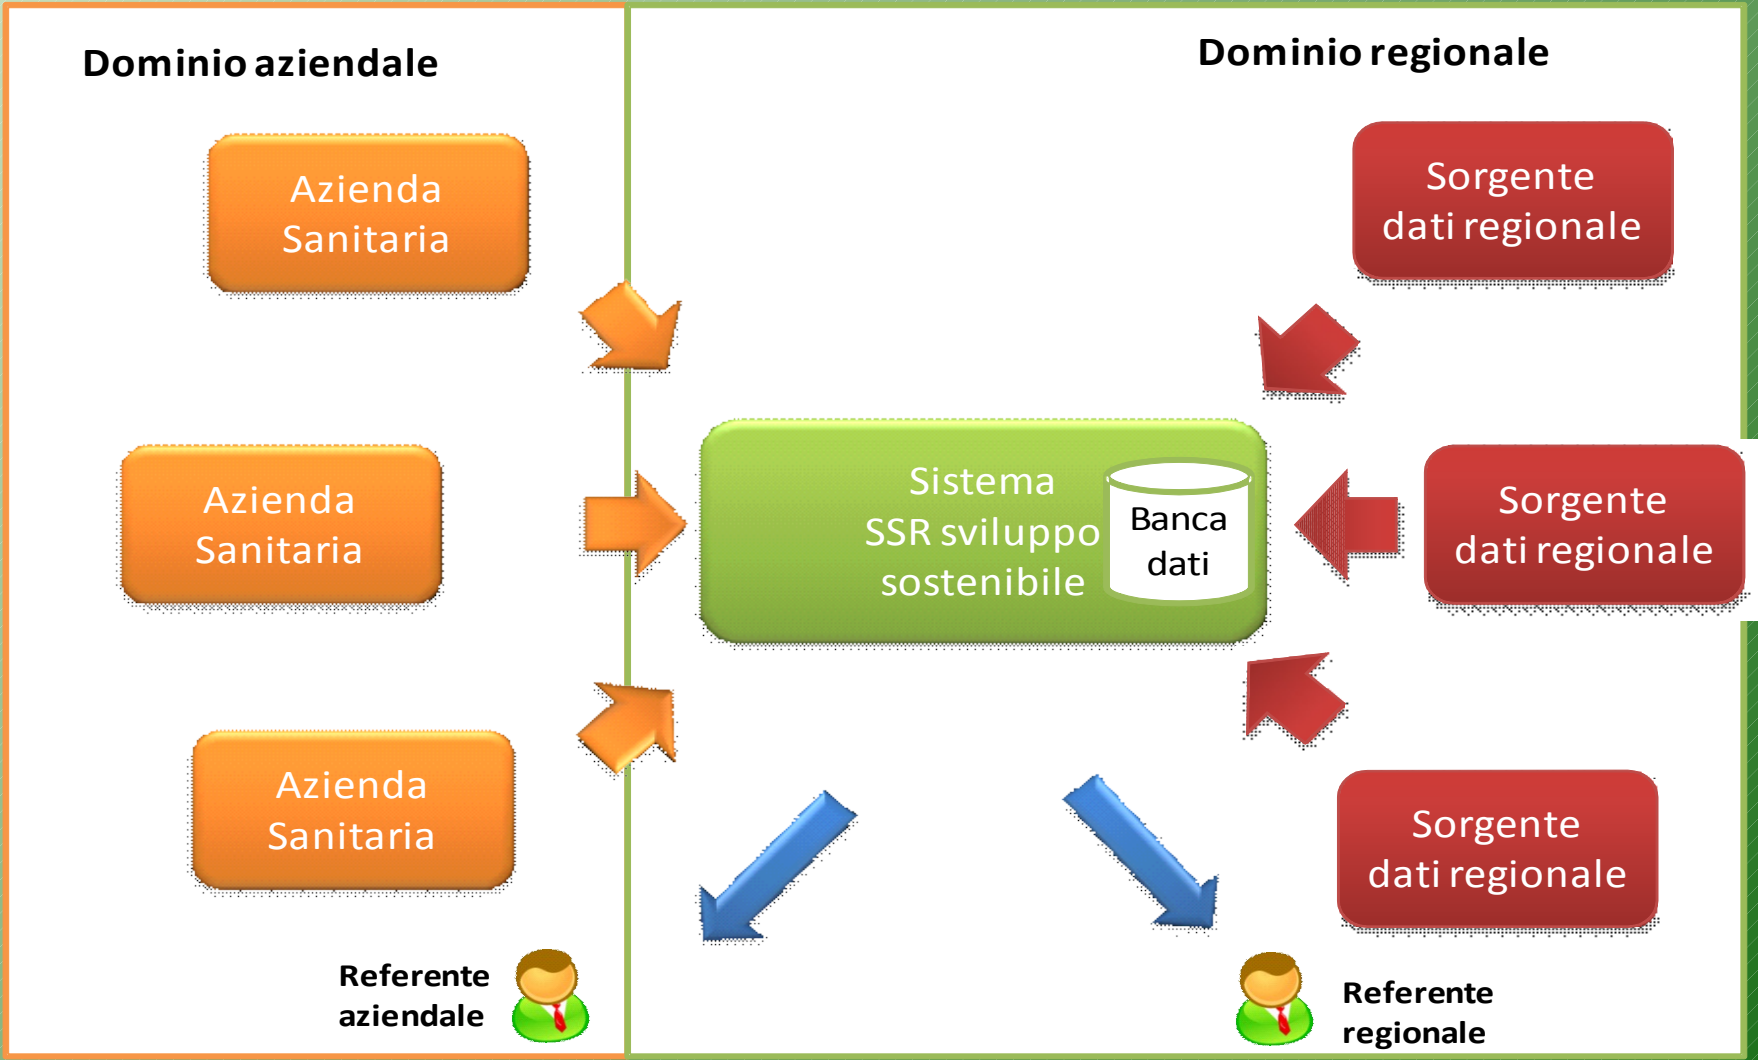 Dominio aziendale
Dominio regionale
Azienda
Sanitaria
Sorgente
dati regionale
Azienda
Sanitaria
Sistema
SSR sviluppo
sostenibile
Banca
dati
Sorgente
dati regionale
Azienda
Sanitaria
Sorgente
dati regionale
Referente
aziendale
Referente
regionale